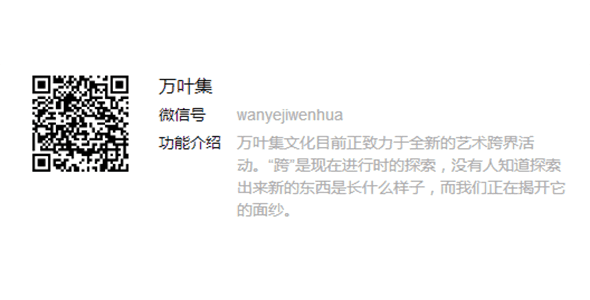 万叶集
微信号 wanyejiwenhua
功能介绍 万叶集文化目前正致力于全新的艺术跨界活
动。“跨”是现在进行时的探索，没有人知道探索
出来新的东西是长什么样子，而我们正在揭开它
的面纱。